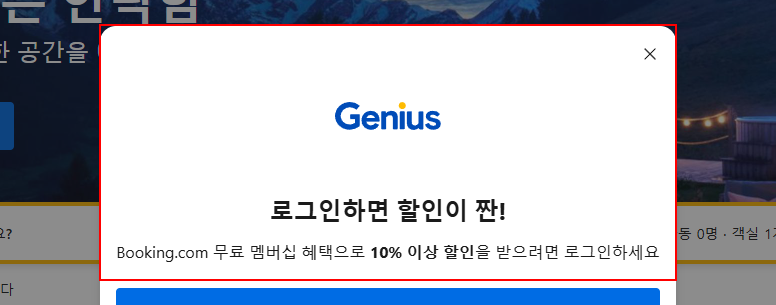 한 공간을
Genius
로그인하면 할인이 짠!
Booking.com 무료 멤버십 혜택으로 10% 이상 할인을 받으려면 로그인하세요
요?
동 0명 · 객실 1
다